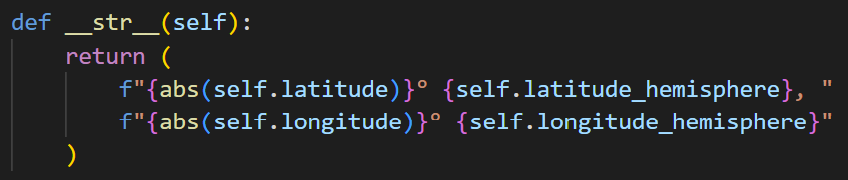 def __str__(self):
    return (
        f"{abs(self.latitude)}° {self.latitude_hemisphere}, "
        f"{abs(self.longitude)}° {self.longitude_hemisphere}"
    )